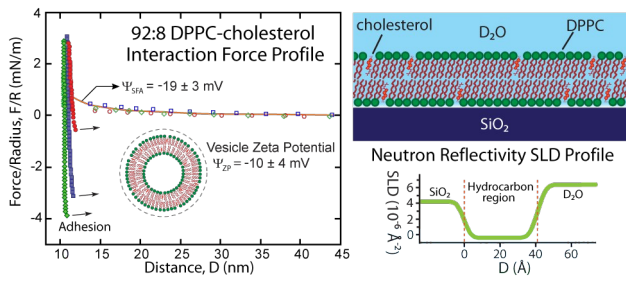 92:8 DPPC-cholesterol
Interaction Force Profile
Ψ_SFA = -19 ± 3 mV
Vesicle Zeta Potential
Ψ_ZP = -10 ± 4 mV
Adhesion
Force/Radius, F/R (mN/m)
4
2
0
-2
-4
10 15 20 25 30 35 40 45
Distance, D (nm)
cholesterol D₂O DPPC
SiO₂
Neutron Reflectivity SLD Profile
SLD (10⁻⁶ Å⁻²)
6
4
2
0
SiO₂ Hydrocarbon region D₂O
0 20 40 60
D (Å)